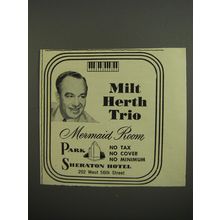 Milt
Herth
Trio
Mermaid Room
PARK
SHERATON HOTEL
NO TAX
NO COVER
NO MINIMUM
202 West 56th Street